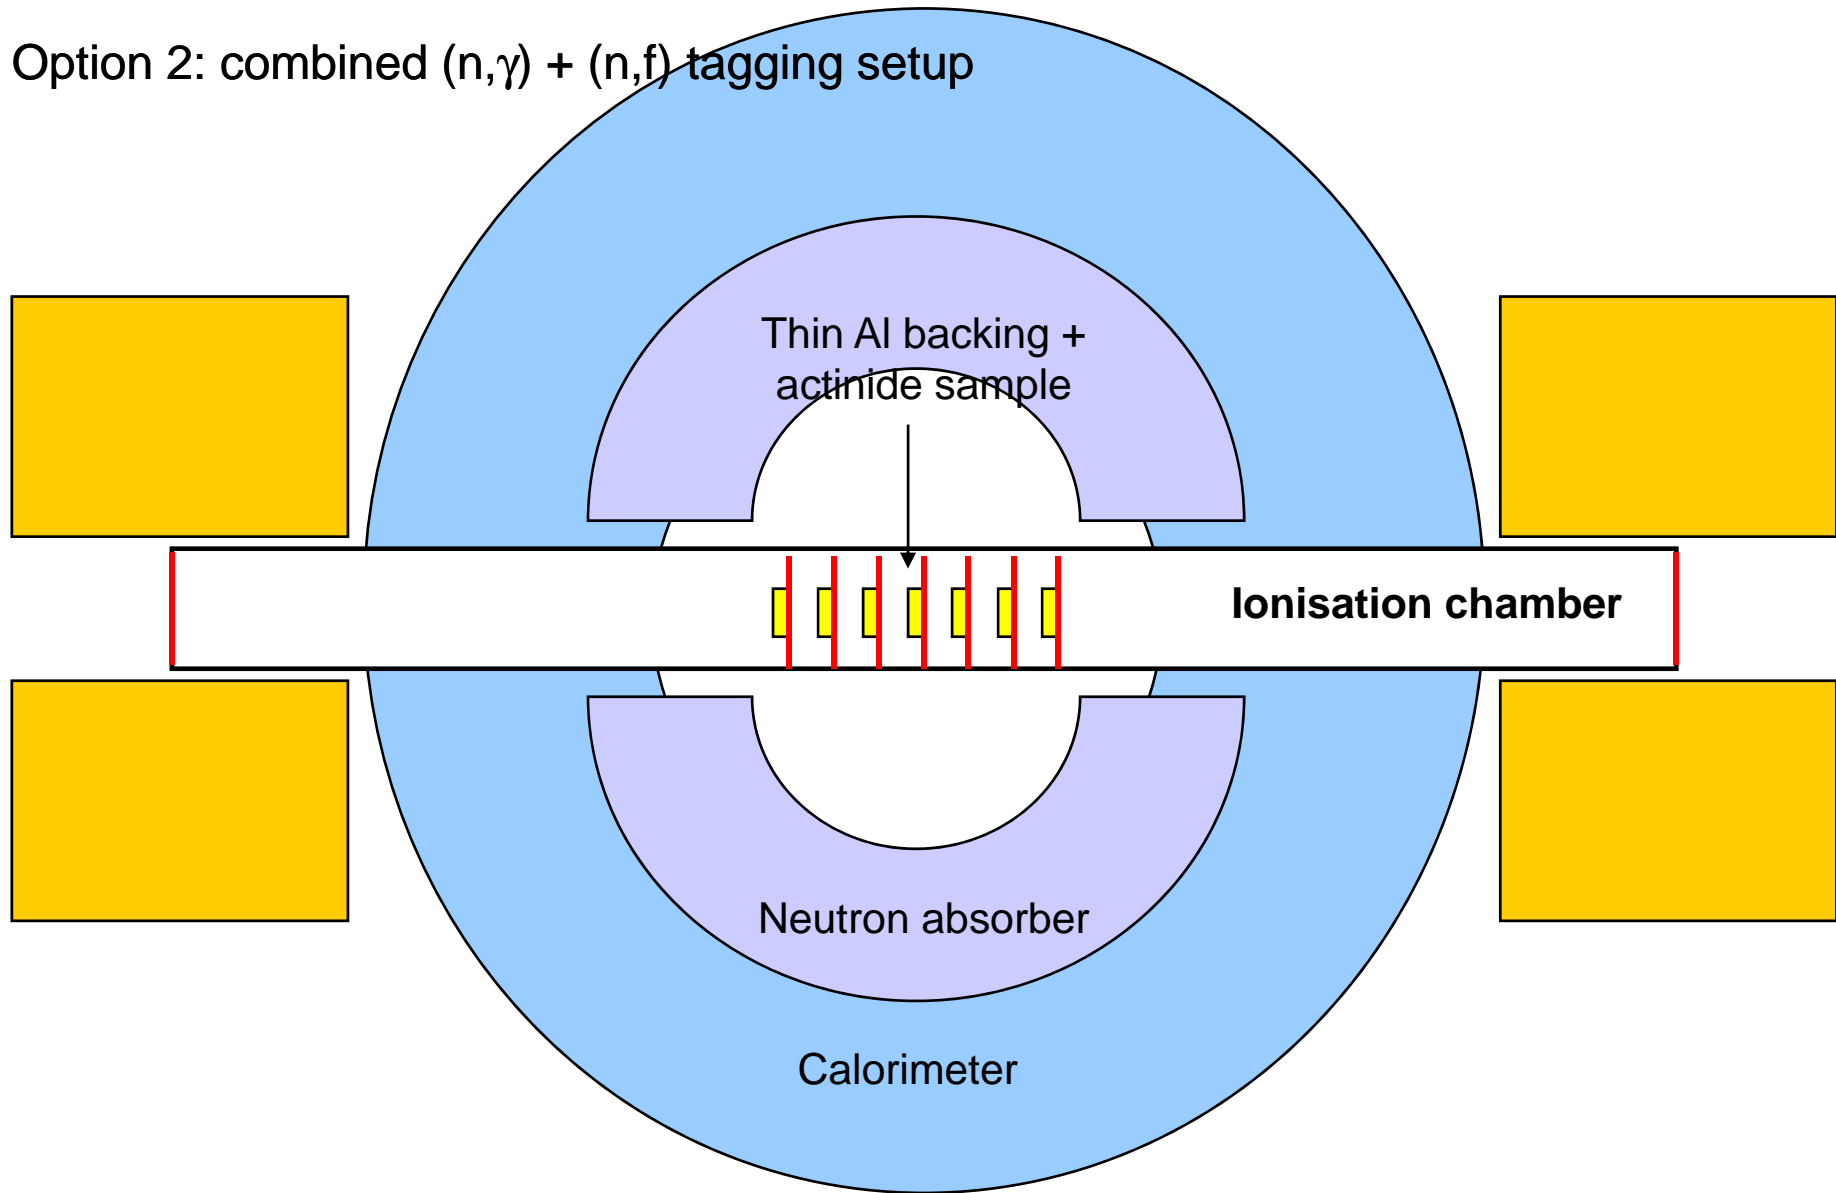 Option 2: combined (n,γ) + (n,f) tagging setup
Thin Al backing +
actinide sample
Ionisation chamber
Neutron absorber
Calorimeter